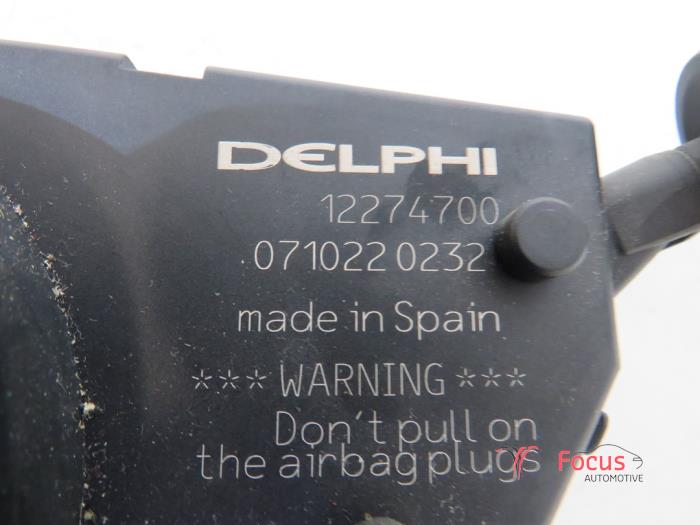 DELPHI
12274700
071022 0232
made in Spain
*** WARNING ***
Don't pull on
the airbag plugs
Focus
AUTOMOTIVE